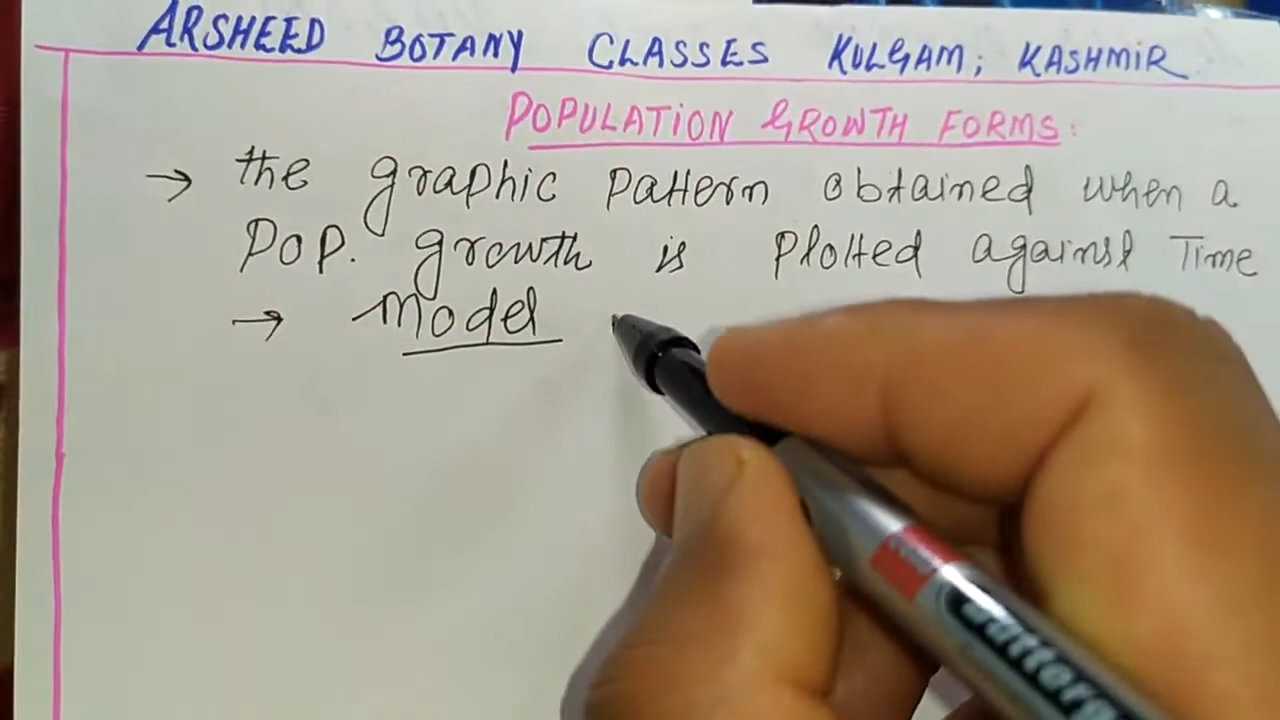 ARSHEED BOTANY CLASSES KULGAM; KASHMIR
POPULATION GROWTH FORMS:
→ the graphic pattern obtained when a
Pop. growth is Plotted against Time
→ Model